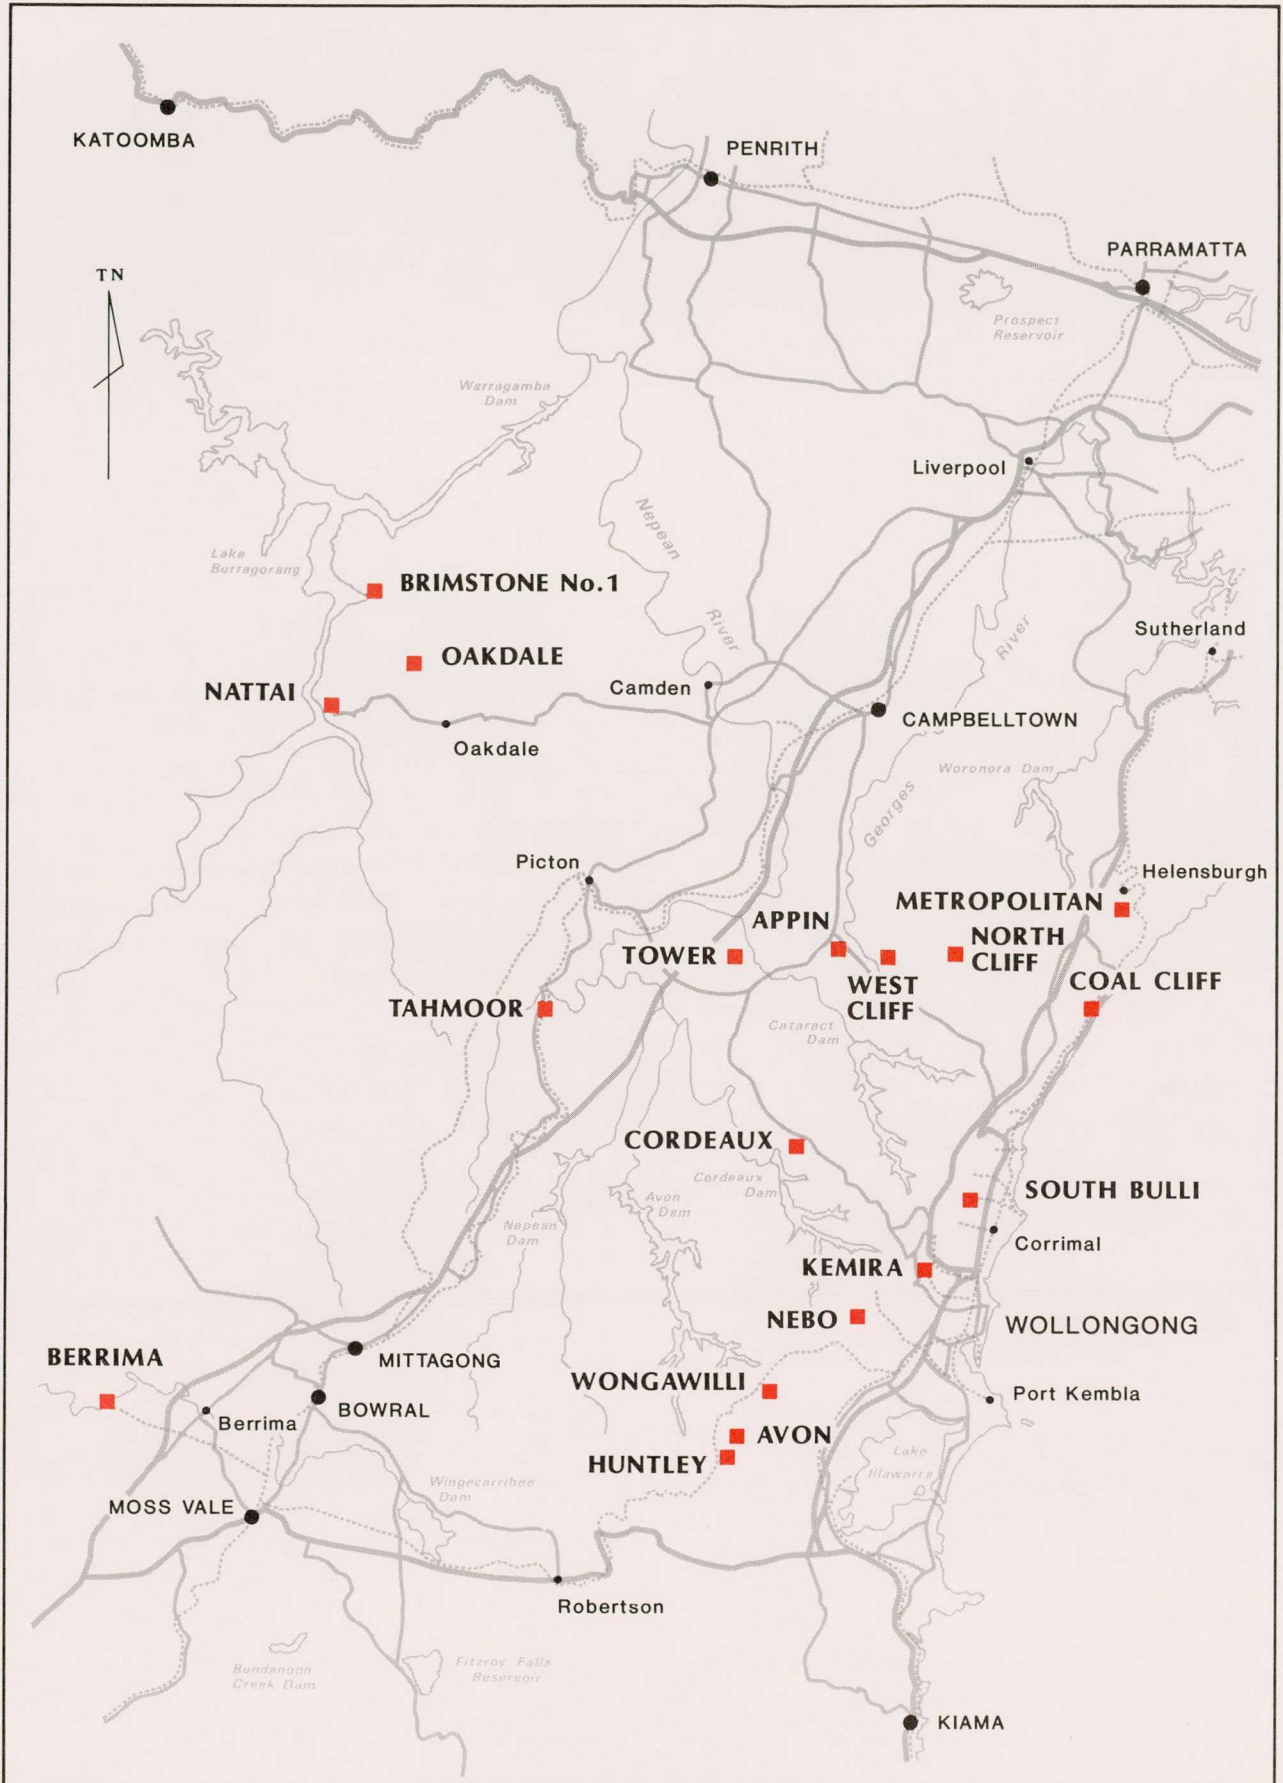 KATOOMBA
PENRITH
PARRAMATTA
TN
Prospect
Reservoir
Warragamba
Dam
Liverpool
Nepean
River
Lake
Burragorang
BRIMSTONE No.1
River
Sutherland
OAKDALE
NATTAI
Camden
CAMPBELLTOWN
Oakdale
Woronora Dam
Georges
Picton
Helensburgh
METROPOLITAN
APPIN
NORTH
CLIFF
TOWER
WEST
CLIFF
COAL CLIFF
TAHMOOR
Cataract
Dam
CORDEAUX
Cordeaux
Dam
SOUTH BULLI
Avon
Dam
Nepean
Dam
Corrimal
KEMIRA
NEBO
WOLLONGONG
BERRIMA
MITTAGONG
WONGAWILLI
Port Kembla
BOWRAL
Berrima
AVON
HUNTLEY
Lake
Illawarra
Wingecarribee
Dam
MOSS VALE
Robertson
Bundanoon
Creek Dam
Fitzroy Falls
Reservoir
KIAMA